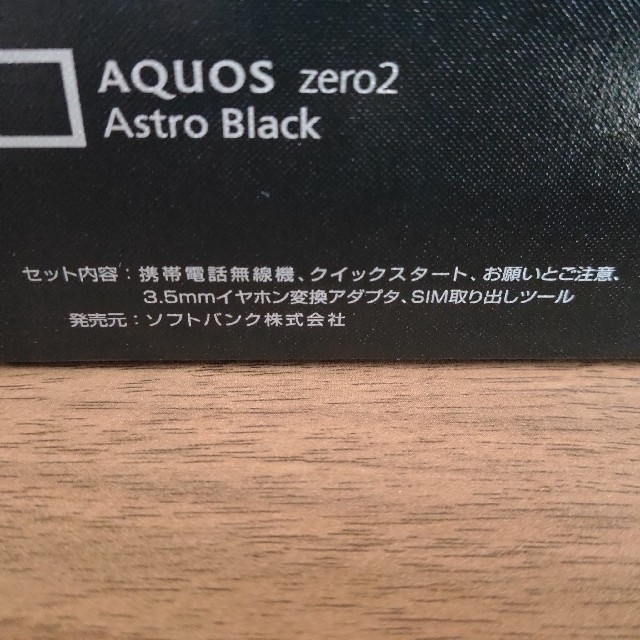 AQUOS zero2
Astro Black
セット内容：携帯電話無線機、クイックスタート、お願いとご注意、
3.5mmイヤホン変換アダプタ、SIM取り出しツール
発売元：ソフトバンク株式会社